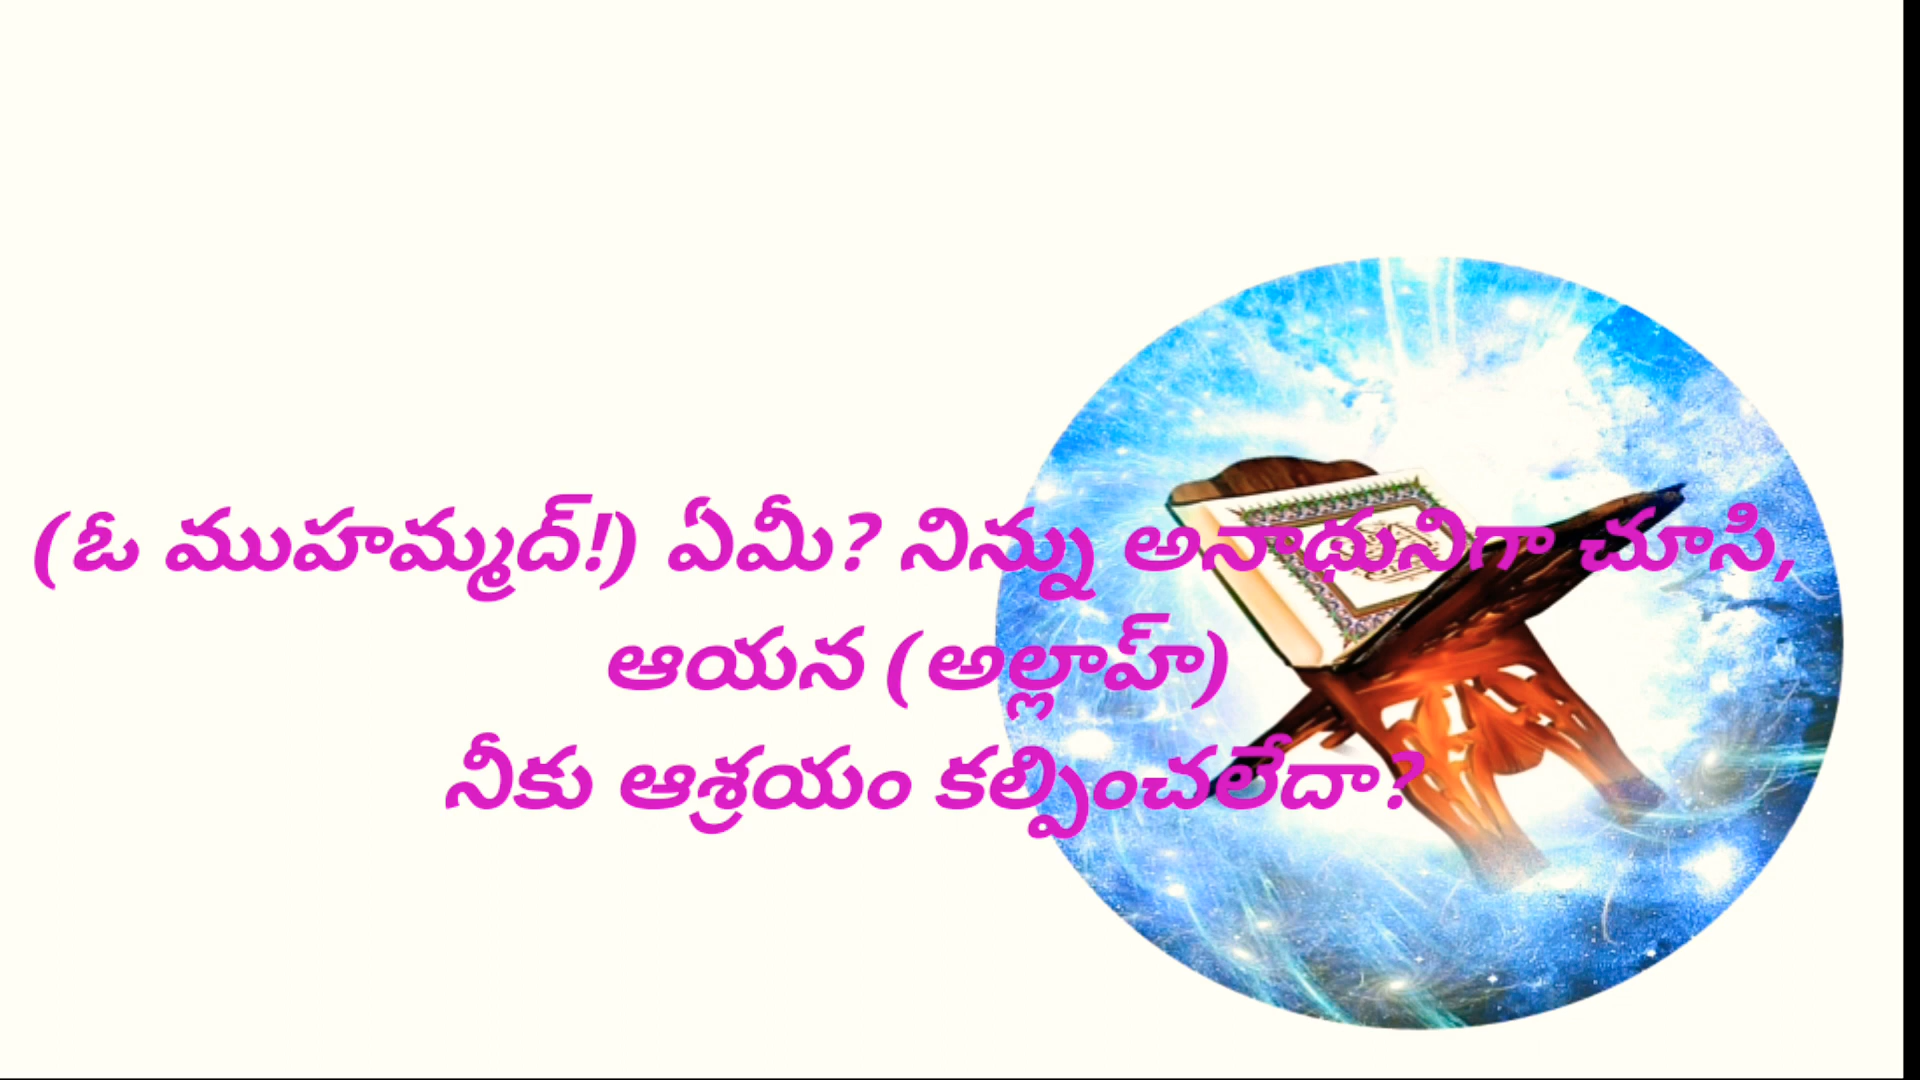 (ఓ ముహమ్మద్!) ఏమీ? నిన్ను అనాథునిగా చూసి,
ఆయన (అల్లాహ్)
నీకు ఆశ్రయం కల్పించలేదా?